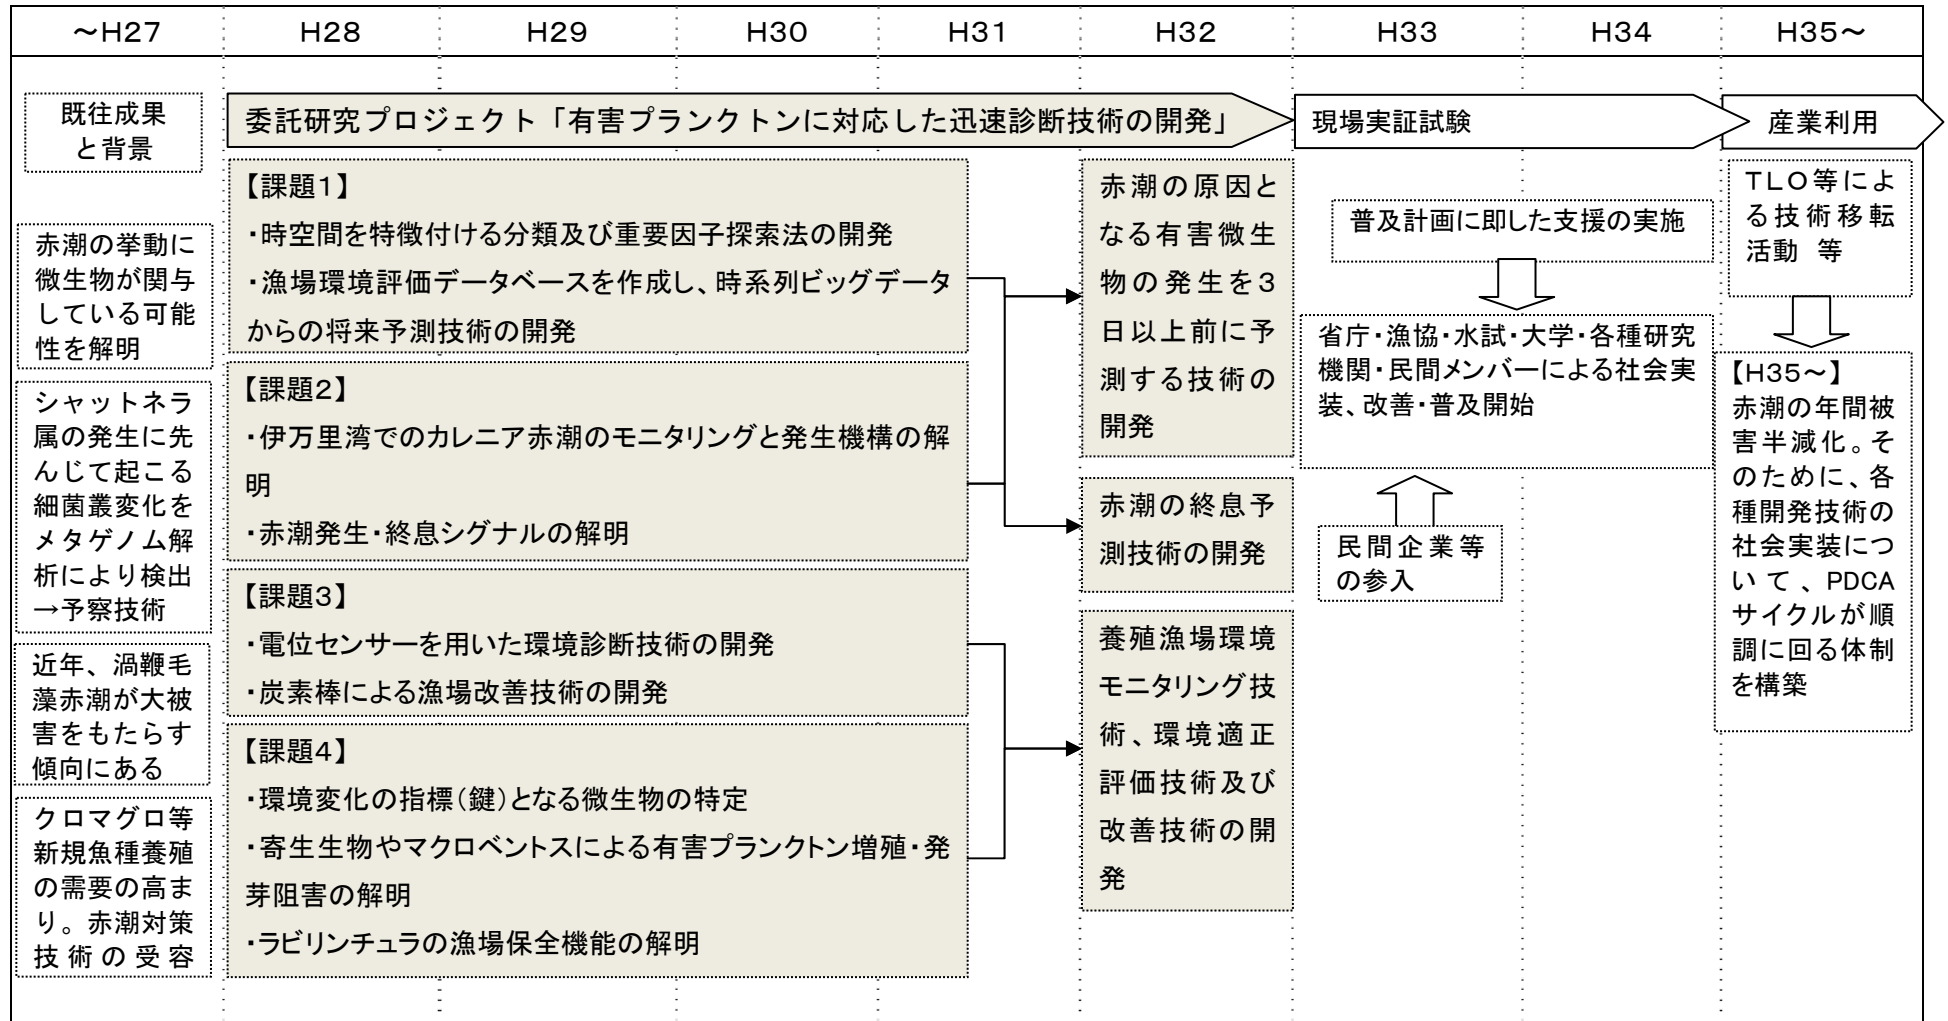 ～H27 H28 H29 H30 H31 H32 H33 H34 H35～
既往成果
と背景
委託研究プロジェクト「有害プランクトンに対応した迅速診断技術の開発」
現場実証試験
産業利用
赤潮の挙動に
微生物が関与
している可能
性を解明
シャットネラ
属の発生に先
んじて起こる
細菌叢変化を
メタゲノム解
析により検出
→予察技術
近年、渦鞭毛
藻赤潮が大被
害をもたらす
傾向にある
クロマグロ等
新規魚種養殖
の需要の高ま
り。赤潮対策
技術の受容
【課題1】
・時空間を特徴付ける分類及び重要因子探索法の開発
・漁場環境評価データベースを作成し、時系列ビッグデータ
からの将来予測技術の開発
【課題2】
・伊万里湾でのカレニア赤潮のモニタリングと発生機構の解
明
・赤潮発生・終息シグナルの解明
【課題3】
・電位センサーを用いた環境診断技術の開発
・炭素棒による漁場改善技術の開発
【課題4】
・環境変化の指標(鍵)となる微生物の特定
・寄生生物やマクロベントスによる有害プランクトン増殖・発
芽阻害の解明
・ラビリンチュラの漁場保全機能の解明
赤潮の原因と
なる有害微生
物の発生を3
日以上前に予
測する技術の
開発
赤潮の終息予
測技術の開発
養殖漁場環境
モニタリング技
術、環境適正
評価技術及び
改善技術の開
発
普及計画に即した支援の実施
省庁・漁協・水試・大学・各種研究
機関・民間メンバーによる社会実
装、改善・普及開始
民間企業等
の参入
TLO等によ
る技術移転
活動 等
【H35～】
赤潮の年間被
害半減化。そ
のために、各
種開発技術の
社会実装につ
いて、PDCA
サイクルが順
調に回る体制
を構築